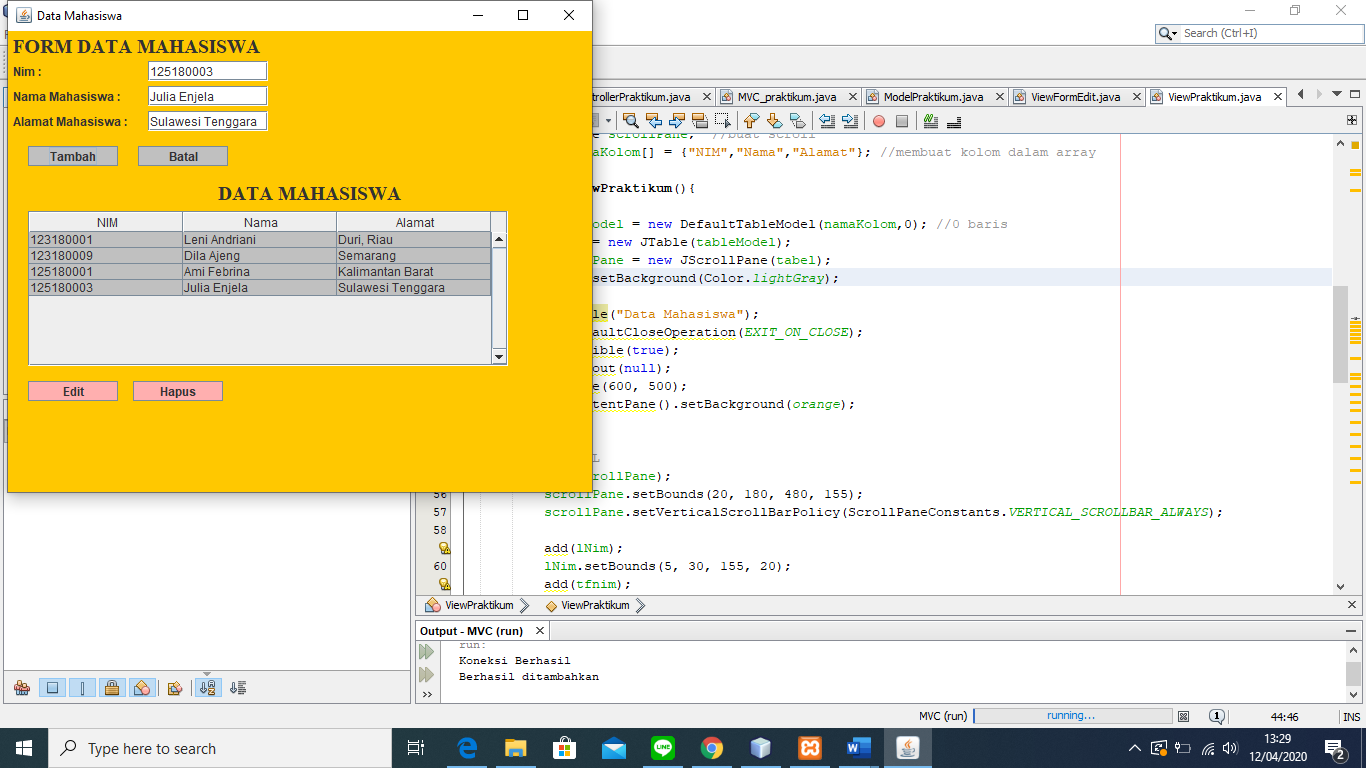 Data Mahasiswa
FORM DATA MAHASISWA
Nim :
125180003
Nama Mahasiswa :
Julia Enjela
Alamat Mahasiswa :
Sulawesi Tenggara
Tambah
Batal
DATA MAHASISWA
NIM Nama Alamat
123180001 Leni Andriani Duri, Riau
123180009 Dila Ajeng Semarang
125180001 Ami Febrina Kalimantan Barat
125180003 Julia Enjela Sulawesi Tenggara
Edit
Hapus
Search (Ctrl+I)
trollerPraktikum.java
MVC_praktikum.java
ModelPraktikum.java
ViewFormEdit.java
ViewPraktikum.java
e scrollPane; //buat scroll
aKolom[] = {"NIM","Nama","Alamat"}; //membuat kolom dalam array
wPraktikum(){
odel = new DefaultTableModel(namaKolom,0); //0 baris
= new JTable(tableModel);
Pane = new JScrollPane(tabel);
setBackground(Color.lightGray);
le("Data Mahasiswa");
aultCloseOperation(EXIT_ON_CLOSE);
ible(true);
out(null);
e(600, 500);
tentPane().setBackground(orange);
L
rollPane);
56 scrollPane.setBounds(20, 180, 480, 155);
57 scrollPane.setVerticalScrollBarPolicy(ScrollPaneConstants.VERTICAL_SCROLLBAR_ALWAYS);
58
add(lNim);
60 lNim.setBounds(5, 30, 155, 20);
add(tfnim);
ViewPraktikum
ViewPraktikum
Output - MVC (run)
run:
Koneksi Berhasil
Berhasil ditambahkan
MVC (run)
running...
1
44:46
INS
Type here to search
LINE
13:29
12/04/2020
2